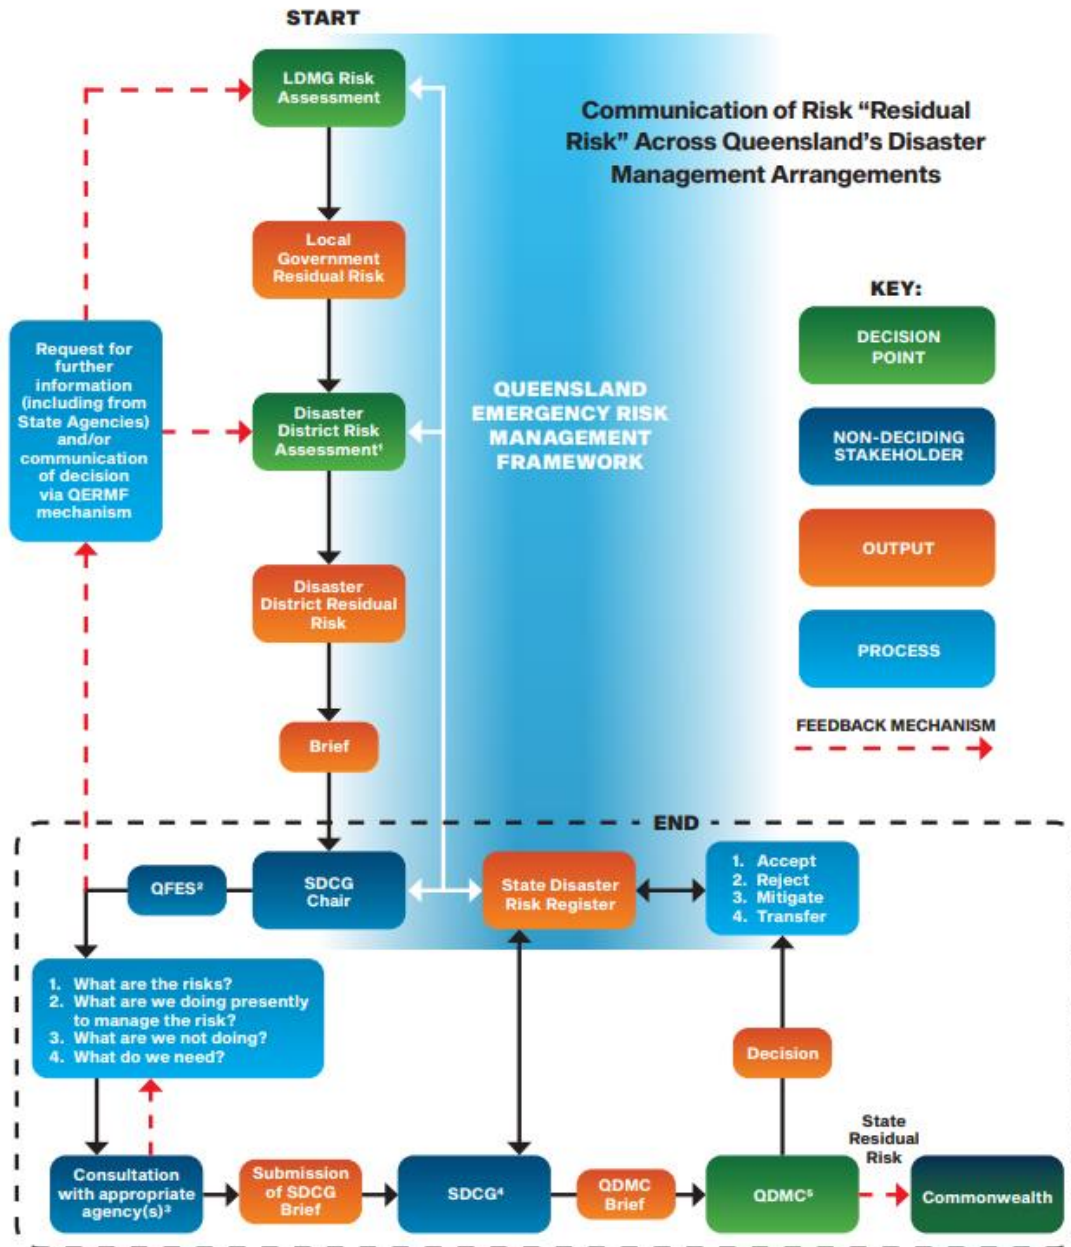 START
LDMG Risk
Assessment
Communication of Risk “Residual
Risk” Across Queensland’s Disaster
Management Arrangements
Local
Government
Residual Risk
KEY:
DECISION
POINT
Request for
further
information
(including from
State Agencies)
and/or
communication
of decision
via QERMF
mechanism
Disaster
District Risk
Assessment¹
QUEENSLAND
EMERGENCY RISK
MANAGEMENT
FRAMEWORK
NON-DECIDING
STAKEHOLDER
OUTPUT
Disaster
District Residual
Risk
PROCESS
Brief
FEEDBACK MECHANISM
END
QFES²
SDCG
Chair
State Disaster
Risk Register
1. Accept
2. Reject
3. Mitigate
4. Transfer
1. What are the risks?
2. What are we doing presently
to manage the risk?
3. What are we not doing?
4. What do we need?
Decision
State
Residual
Risk
Consultation
with appropriate
agency(s)³
Submission
of SDCG
Brief
SDCG⁴
QDMC
Brief
QDMC⁵
Commonwealth